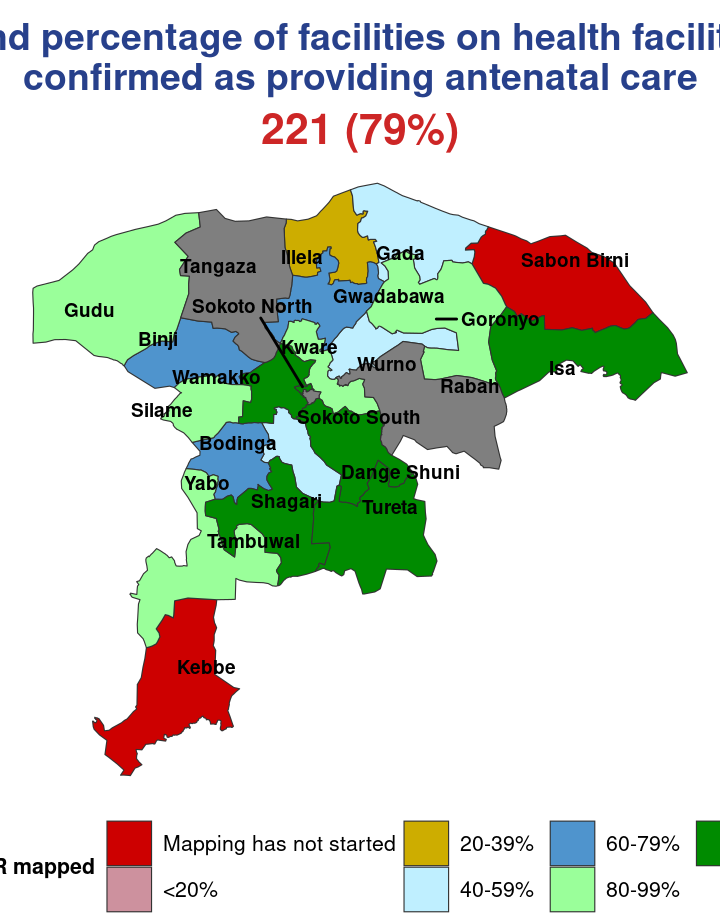 nd percentage of facilities on health facilit
confirmed as providing antenatal care
221 (79%)
Gada
Illela
Sabon Birni
Tangaza
Gwadabawa
Sokoto North
Gudu
Goronyo
Binji
Kware
Wurno
Isa
Wamakko
Rabah
Silame
Sokoto South
Bodinga
Dange Shuni
Yabo
Shagari
Tureta
Tambuwal
Kebbe
R mapped
Mapping has not started
20-39%
60-79%
<20%
40-59%
80-99%